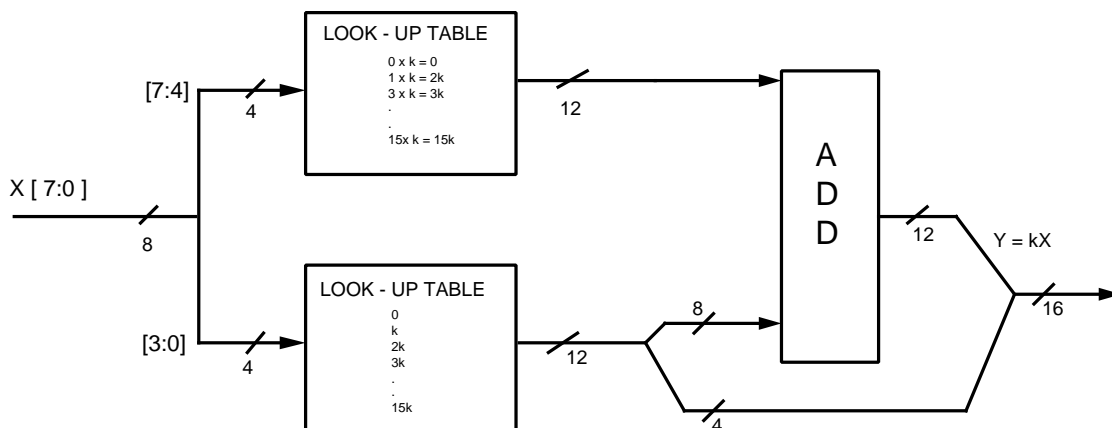 LOOK - UP TABLE
0 x k = 0
1 x k = 2k
3 x k = 3k
.
.
15x k = 15k
[7:4]
4
12
A
D
D
X [ 7:0 ]
8
12
Y = kX
16
LOOK - UP TABLE
0
k
2k
3k
.
.
15k
[3:0]
4
12
8
4